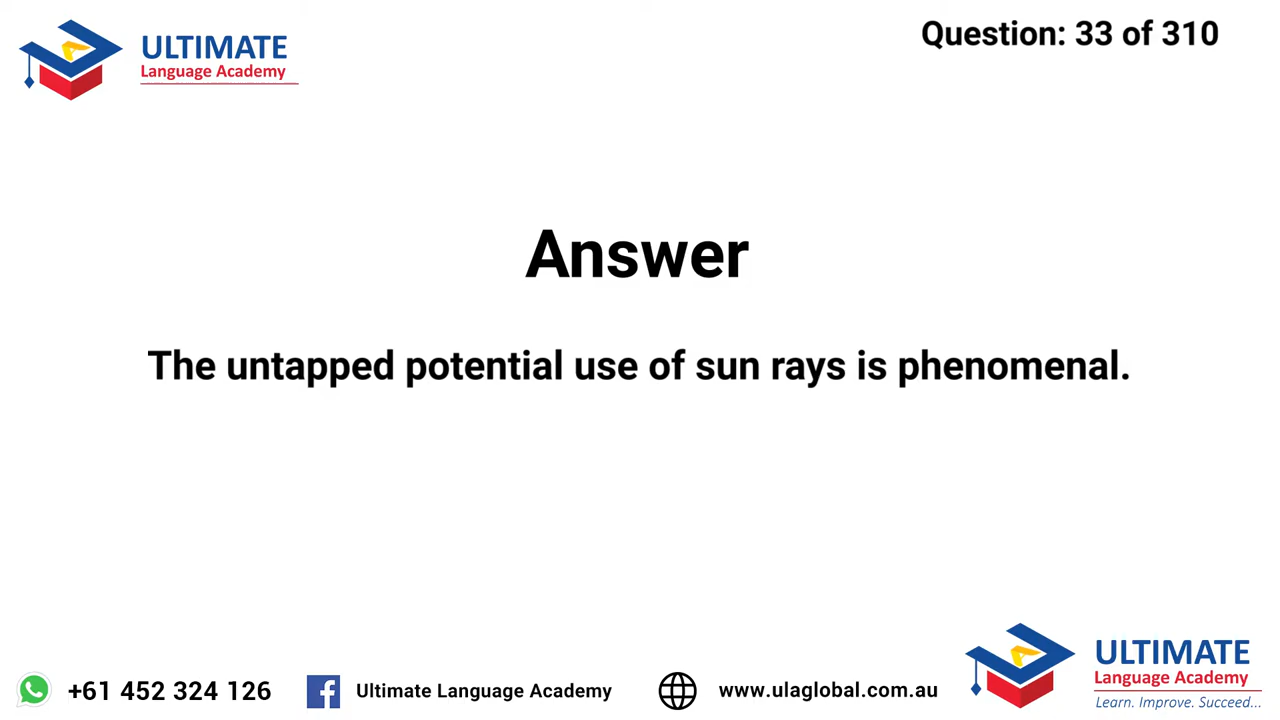 ULTIMATE
Language Academy
Question: 33 of 310
Answer
The untapped potential use of sun rays is phenomenal.
+61 452 324 126
Ultimate Language Academy
www.ulaglobal.com.au
ULTIMATE
Language Academy
Learn. Improve. Succeed...